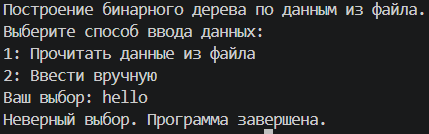 Построение бинарного дерева по данным из файла.
Выберите способ ввода данных:
1: Прочитать данные из файла
2: Ввести вручную
Ваш выбор: hello
Неверный выбор. Программа завершена.